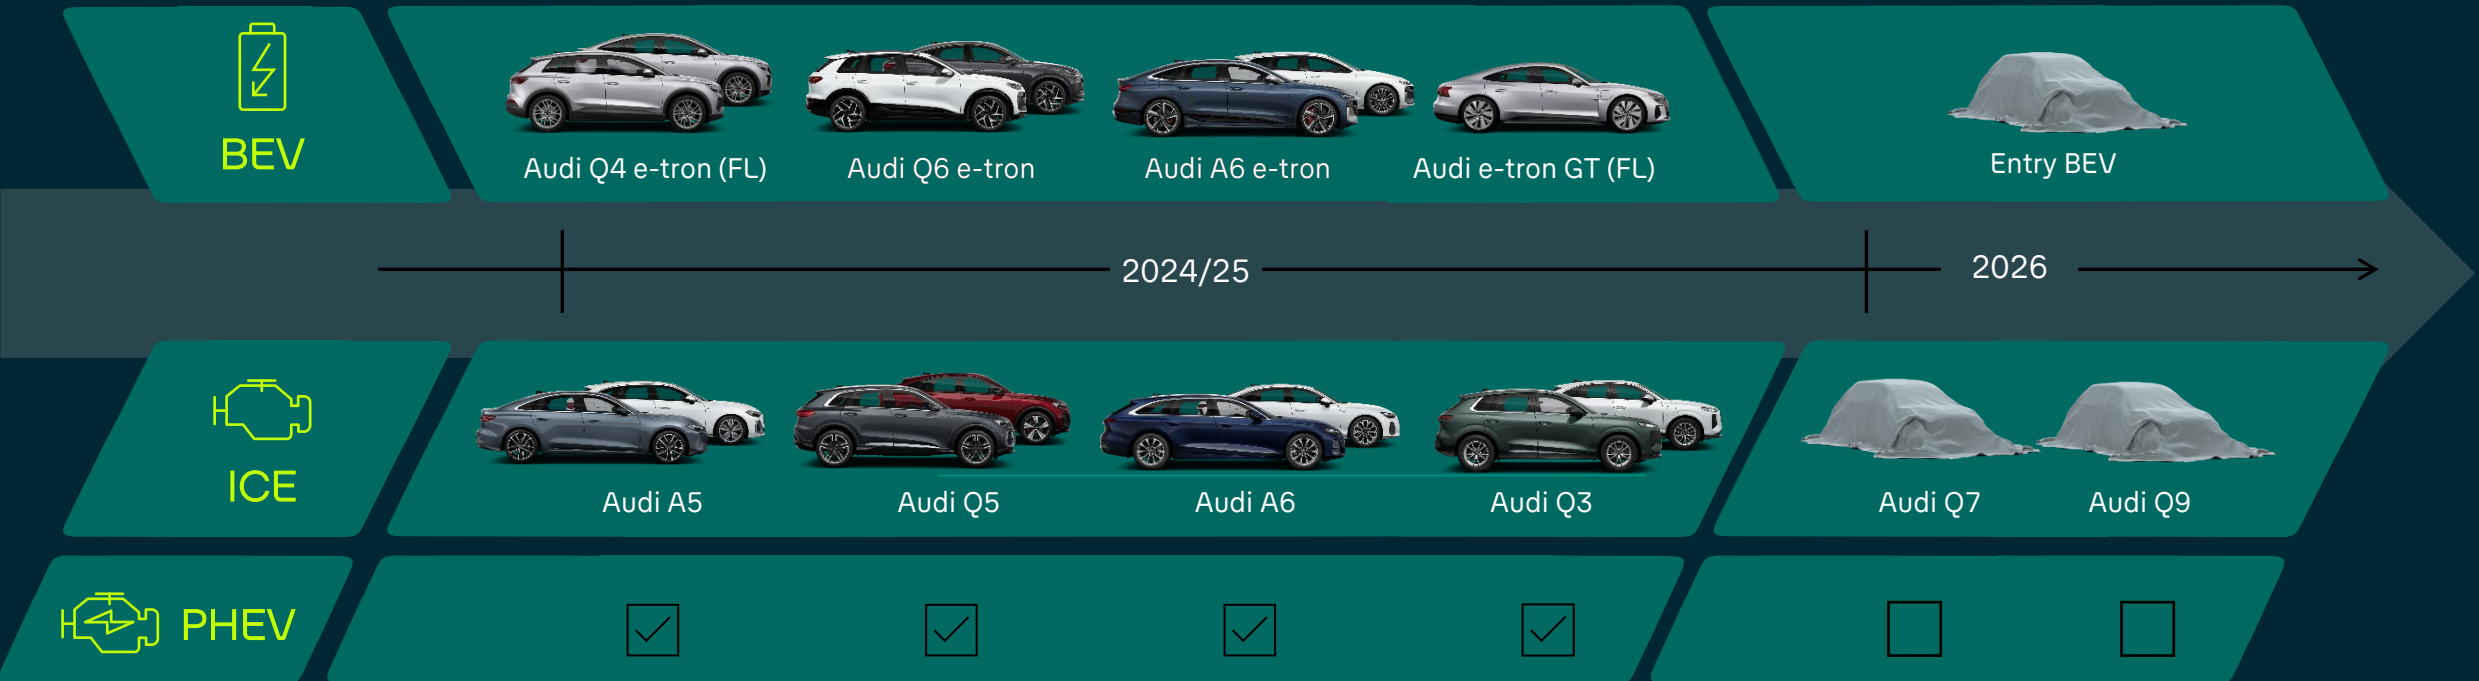 BEV
Audi Q4 e-tron (FL)
Audi Q6 e-tron
Audi A6 e-tron
Audi e-tron GT (FL)
Entry BEV
2024/25
2026
ICE
Audi A5
Audi Q5
Audi A6
Audi Q3
Audi Q7
Audi Q9
PHEV